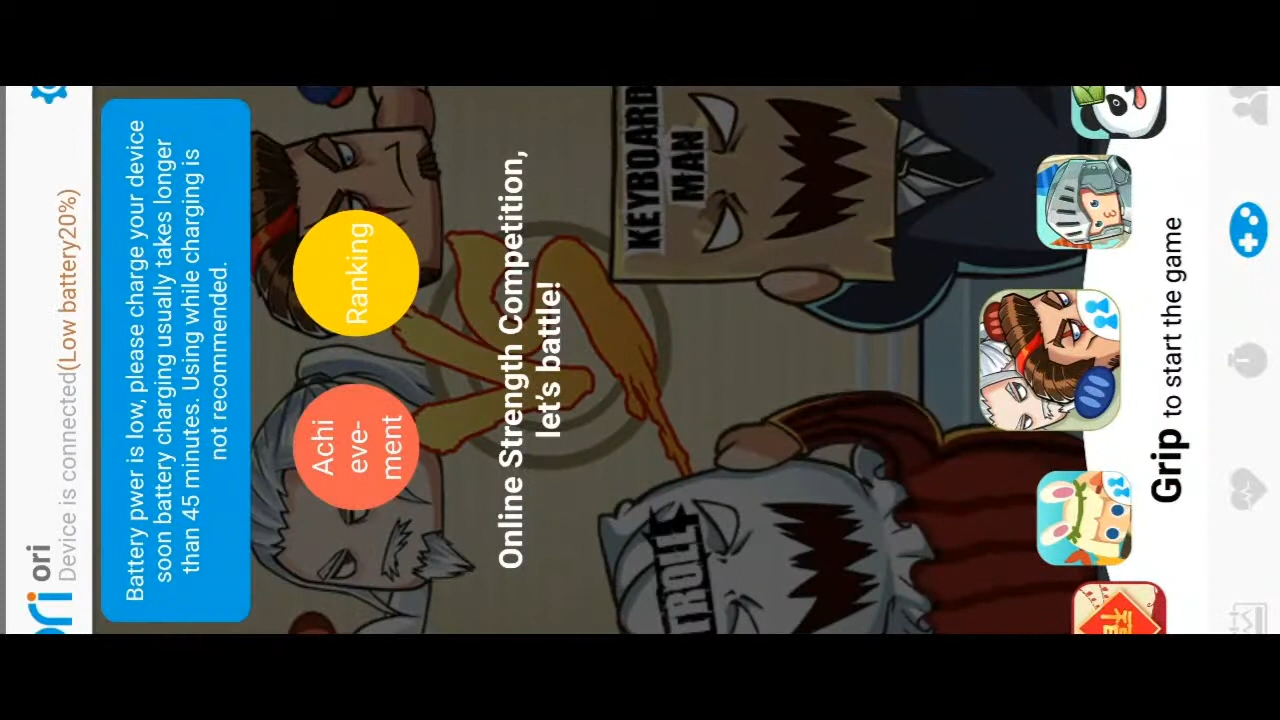 ori
Device is connected(Low battery20%)
Battery pwer is low, please charge your device
soon battery charging usually takes longer
than 45 minutes. Using while charging is
not recommended.
Achi
eve-
ment
Ranking
Online Strength Competition,
let's battle!
KEYBOARD
MAN
TROLL
Grip to start the game
福